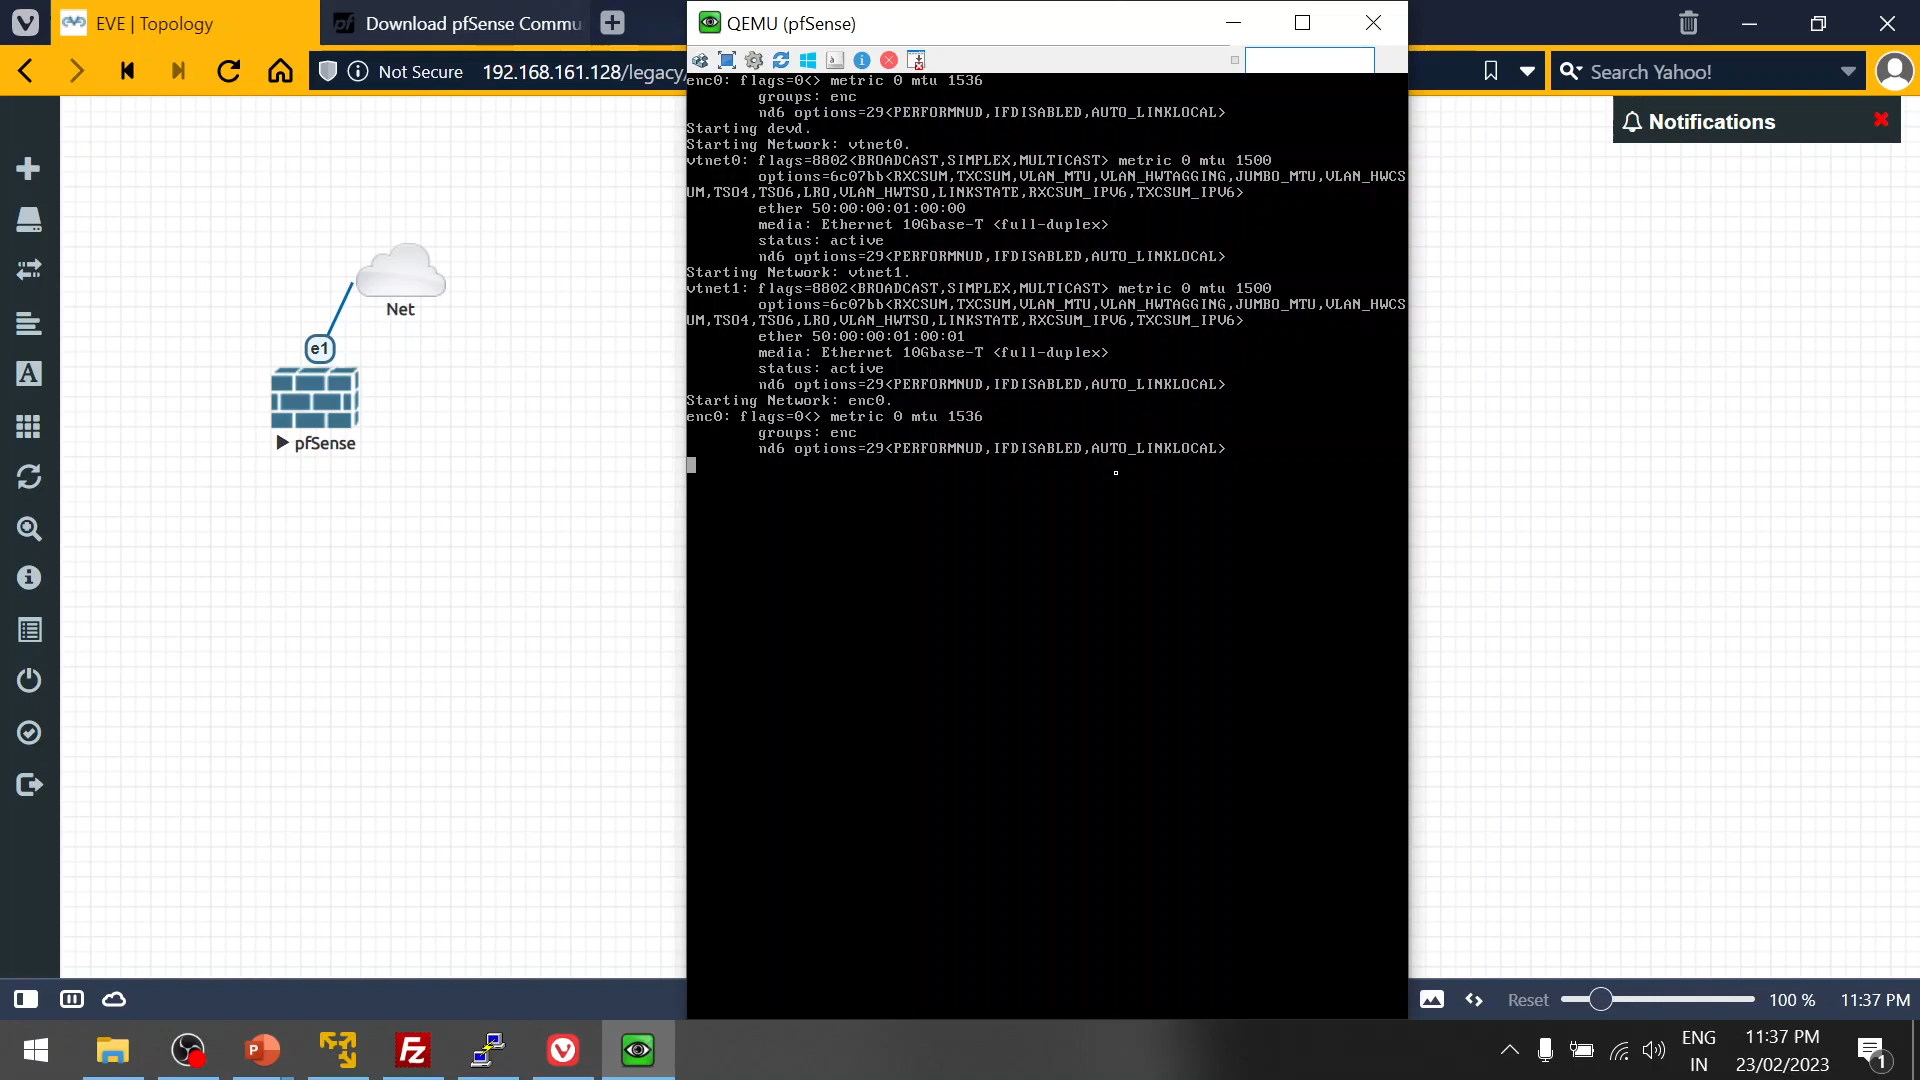 EVE | Topology
Download pfSense Commu
QEMU (pfSense)
Not Secure
192.168.161.128/legacy/
Search Yahoo!
Notifications
Net
e1
pfSense
enc0: flags=0<> metric 0 mtu 1536
groups: enc
nd6 options=29<PERFORMNUD,IFDISABLED,AUTO_LINKLOCAL>
Starting devd.
Starting Network: vtnet0.
vtnet0: flags=8802<BROADCAST,SIMPLEX,MULTICAST> metric 0 mtu 1500
options=6c07bb<RXCSUM,TXCSUM,VLAN_MTU,VLAN_HWTAGGING,JUMBO_MTU,VLAN_HWCS
UM,TSO4,TSO6,LRO,VLAN_HWTSO,LINKSTATE,RXCSUM_IPV6,TXCSUM_IPV6>
ether 50:00:00:01:00:00
media: Ethernet 10Gbase-T <full-duplex>
status: active
nd6 options=29<PERFORMNUD,IFDISABLED,AUTO_LINKLOCAL>
Starting Network: vtnet1.
vtnet1: flags=8802<BROADCAST,SIMPLEX,MULTICAST> metric 0 mtu 1500
options=6c07bb<RXCSUM,TXCSUM,VLAN_MTU,VLAN_HWTAGGING,JUMBO_MTU,VLAN_HWCS
UM,TSO4,TSO6,LRO,VLAN_HWTSO,LINKSTATE,RXCSUM_IPV6,TXCSUM_IPV6>
ether 50:00:00:01:00:01
media: Ethernet 10Gbase-T <full-duplex>
status: active
nd6 options=29<PERFORMNUD,IFDISABLED,AUTO_LINKLOCAL>
Starting Network: enc0.
enc0: flags=0<> metric 0 mtu 1536
groups: enc
nd6 options=29<PERFORMNUD,IFDISABLED,AUTO_LINKLOCAL>
Reset
100 %
11:37 PM
ENG
IN
11:37 PM
23/02/2023
1